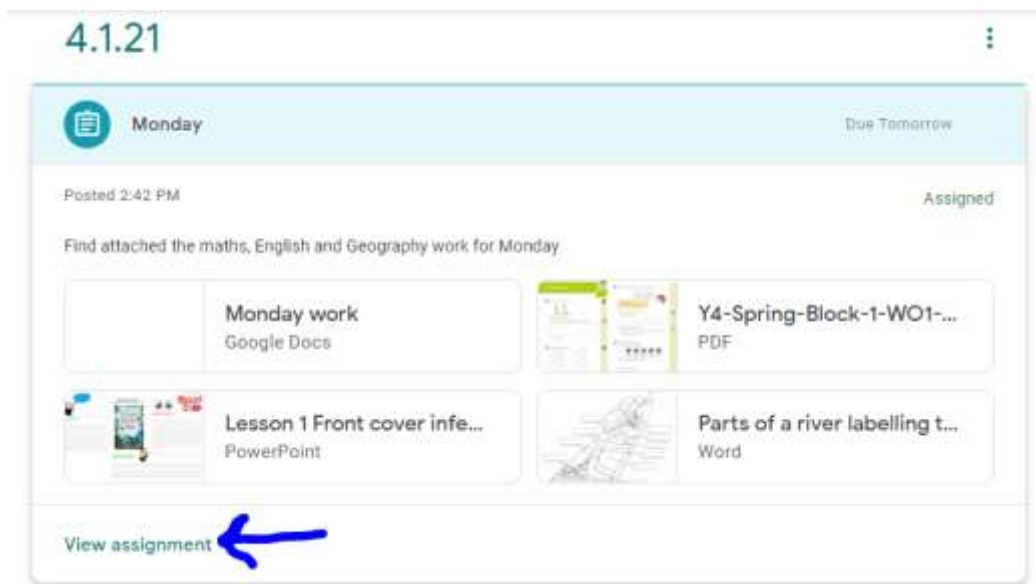 4.1.21
Monday
Due Tomorrow
Posted 2:42 PM
Assigned
Find attached the maths, English and Geography work for Monday
Monday work
Google Docs
Y4-Spring-Block-1-WO1-...
PDF
Lesson 1 Front cover infe...
PowerPoint
Parts of a river labelling t...
Word
View assignment